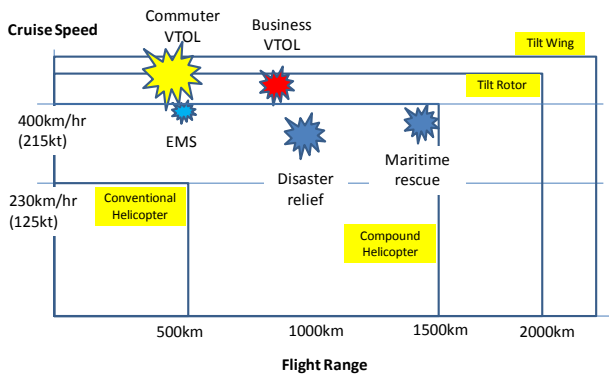 Cruise Speed
Commuter
VTOL
Business
VTOL
Tilt Wing
Tilt Rotor
400km/hr
(215kt)
EMS
Disaster
relief
Maritime
rescue
230km/hr
(125kt)
Conventional
Helicopter
Compound
Helicopter
500km
1000km
1500km
2000km
Flight Range